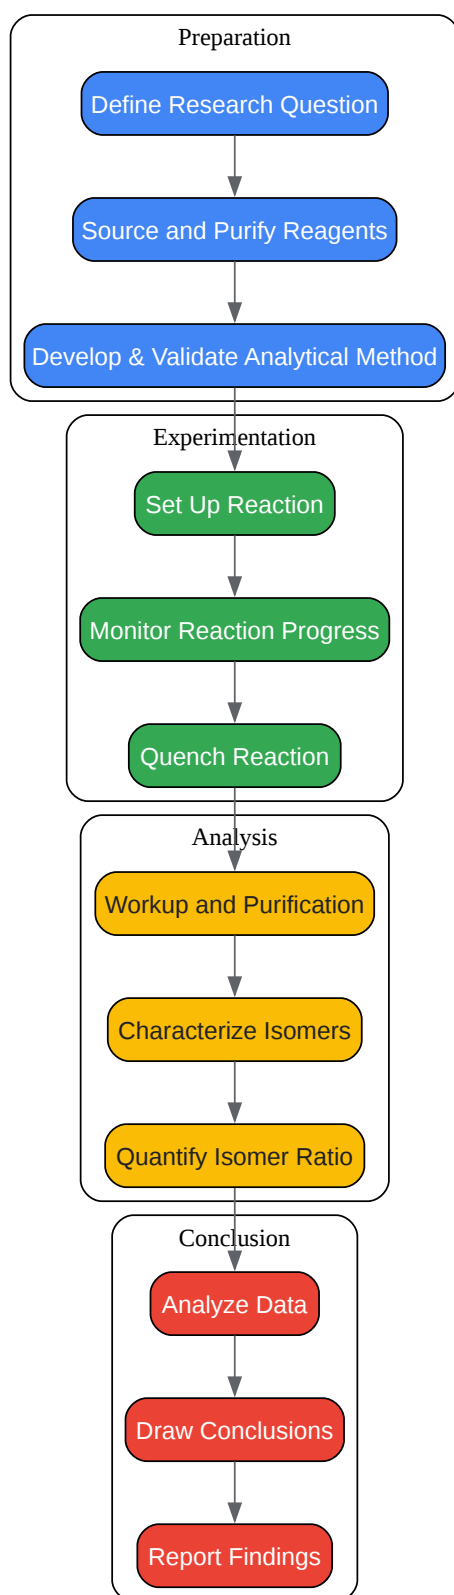 Preparation
Define Research Question
Source and Purify Reagents
Develop & Validate Analytical Method
Experimentation
Set Up Reaction
Monitor Reaction Progress
Quench Reaction
Analysis
Workup and Purification
Characterize Isomers
Quantify Isomer Ratio
Conclusion
Analyze Data
Draw Conclusions
Report Findings